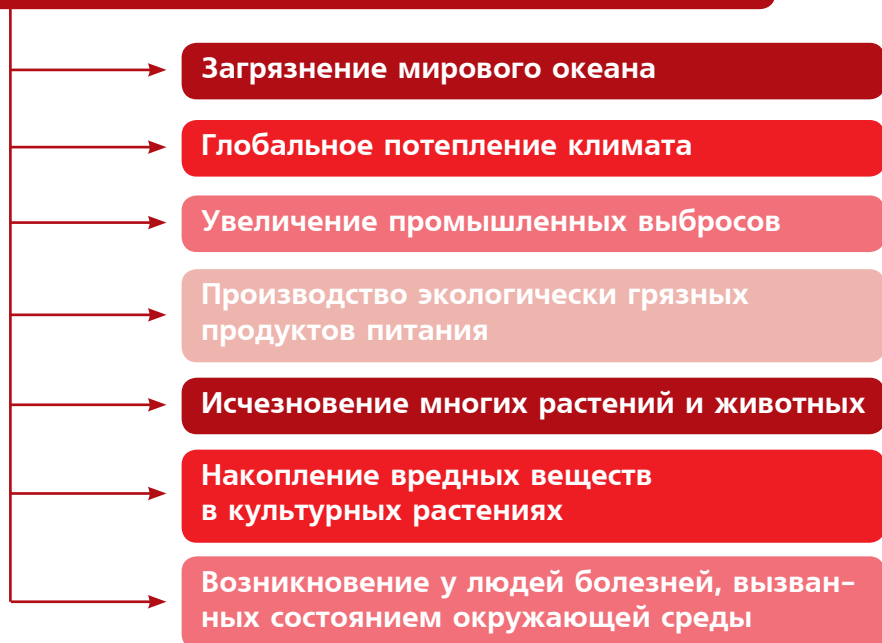 Загрязнение мирового океана
Глобальное потепление климата
Увеличение промышленных выбросов
Производство экологически грязных
продуктов питания
Исчезновение многих растений и животных
Накопление вредных веществ
в культурных растениях
Возникновение у людей болезней, вызван-
ных состоянием окружающей среды